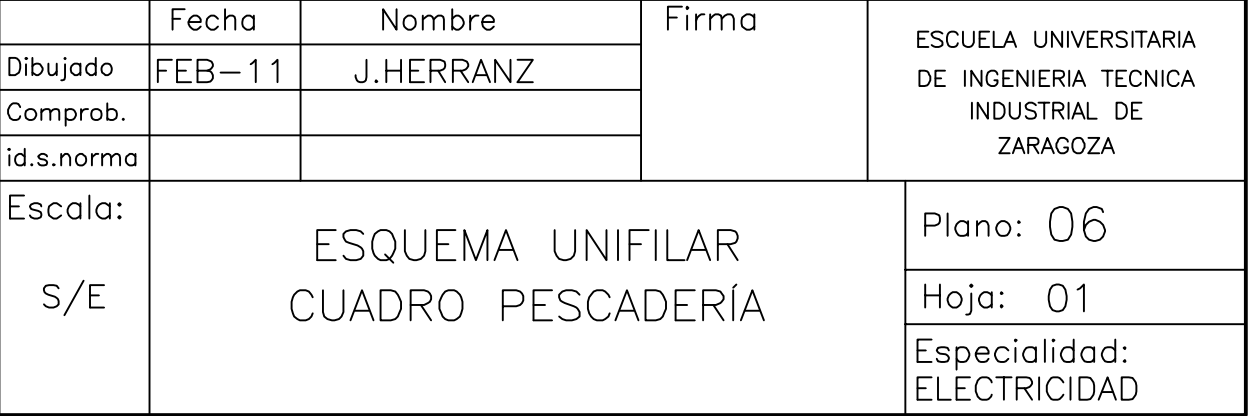 Fecha Nombre Firma
Dibujado FEB-11 J.HERRANZ
Comprob.
id.s.norma
ESCUELA UNIVERSITARIA
DE INGENIERIA TECNICA
INDUSTRIAL DE
ZARAGOZA
Escala:
S/E
ESQUEMA UNIFILAR
CUADRO PESCADERÍA
Plano: 06
Hoja: 01
Especialidad:
ELECTRICIDAD